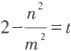 2 − n²/m² = t